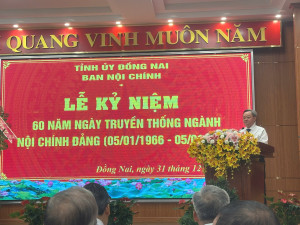 QUANG VINH MUÔN NĂM
TỈNH ỦY ĐỒNG NAI
BAN NỘI CHÍNH
LỄ KỶ NIỆM
60 NĂM NGÀY TRUYỀN THỐNG NGÀNH
NỘI CHÍNH ĐẢNG (05/01/1966 - 05/0
Đồng Nai, ngày 31 tháng 12